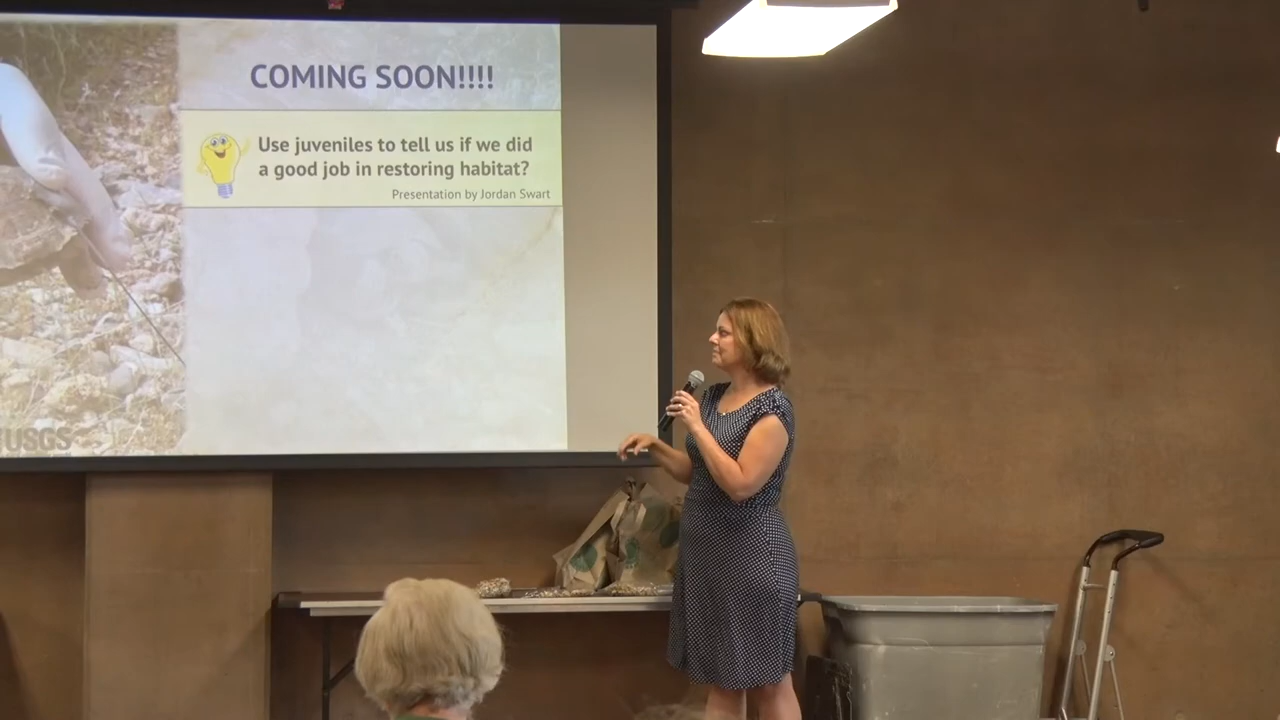 COMING SOON!!!!
Use juveniles to tell us if we did
a good job in restoring habitat?
Presentation by Jordan Swart
USGS